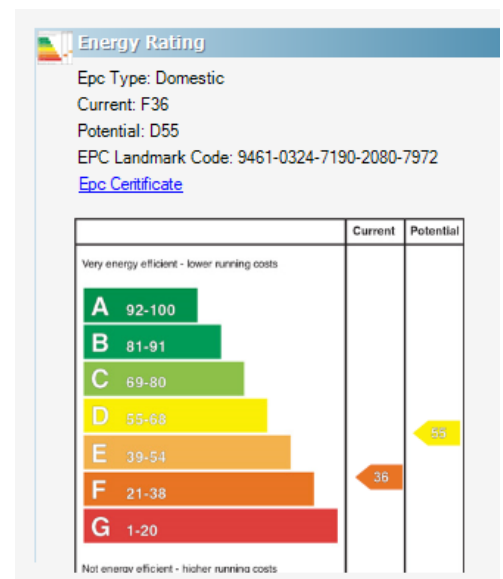 Energy Rating
Epc Type: Domestic
Current: F36
Potential: D55
EPC Landmark Code: 9461-0324-7190-2080-7972
Epc Ceritificate
Current Potential
Very energy efficient - lower running costs
A 92-100
B 81-91
C 69-80
D 55-68
55
E 39-54
F 21-38
36
G 1-20
Not energy efficient - higher running costs